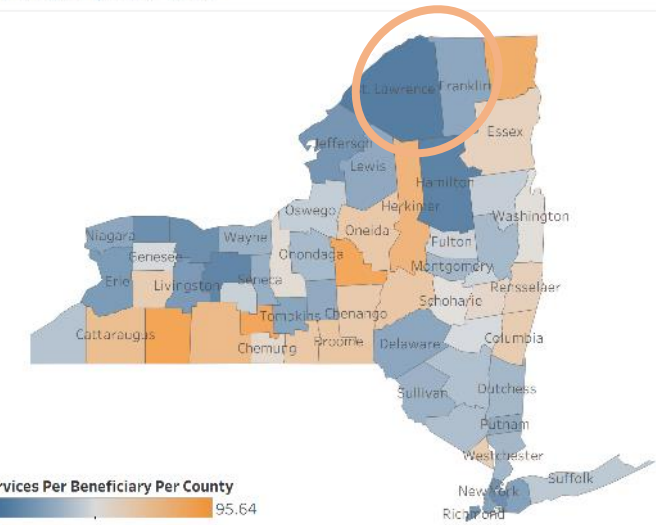 Lawrence
Franklin
Essex
Jefferson
Lewis
Hamilton
Herkimer
Oswego
Washington
Oneida
Niagara
Wayne
Onondaga
Fulton
Genesee
Montgomery
Erie
Livingston
Seneca
Rensselaer
Schoharie
Tompkins
Chenango
Cattaraugus
Broome
Delaware
Columbia
Chemung
Sullivan
Dutchess
Putnam
Westchester
Suffolk
rvices Per Beneficiary Per County
New York
95.64
Richmond